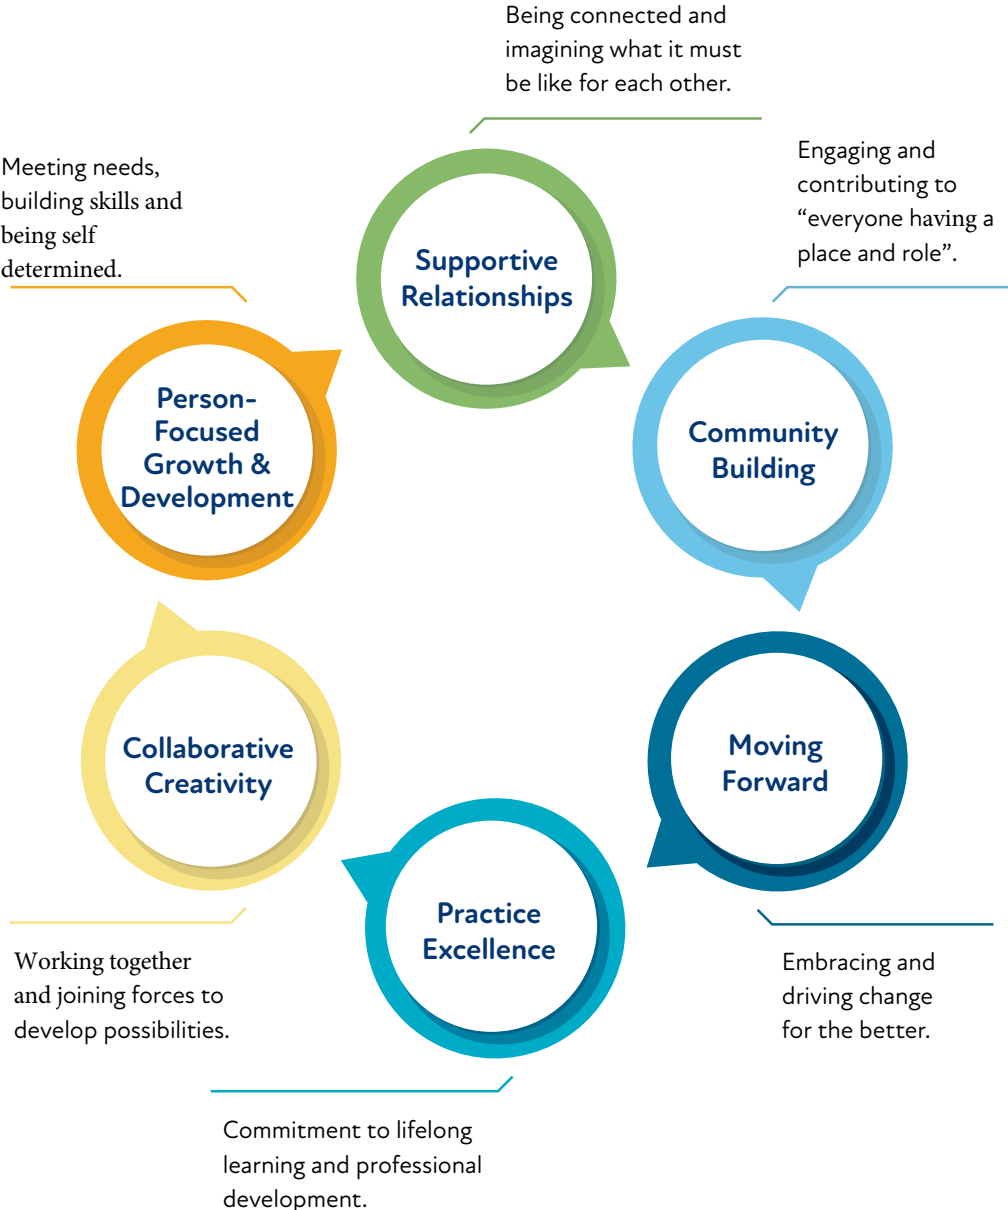 Being connected and
imagining what it must
be like for each other.
Supportive
Relationships
Engaging and
contributing to
“everyone having a
place and role”.
Community
Building
Moving
Forward
Embracing and
driving change
for the better.
Practice
Excellence
Commitment to lifelong
learning and professional
development.
Collaborative
Creativity
Working together
and joining forces to
develop possibilities.
Meeting needs,
building skills and
being self
determined.
Person-
Focused
Growth &
Development